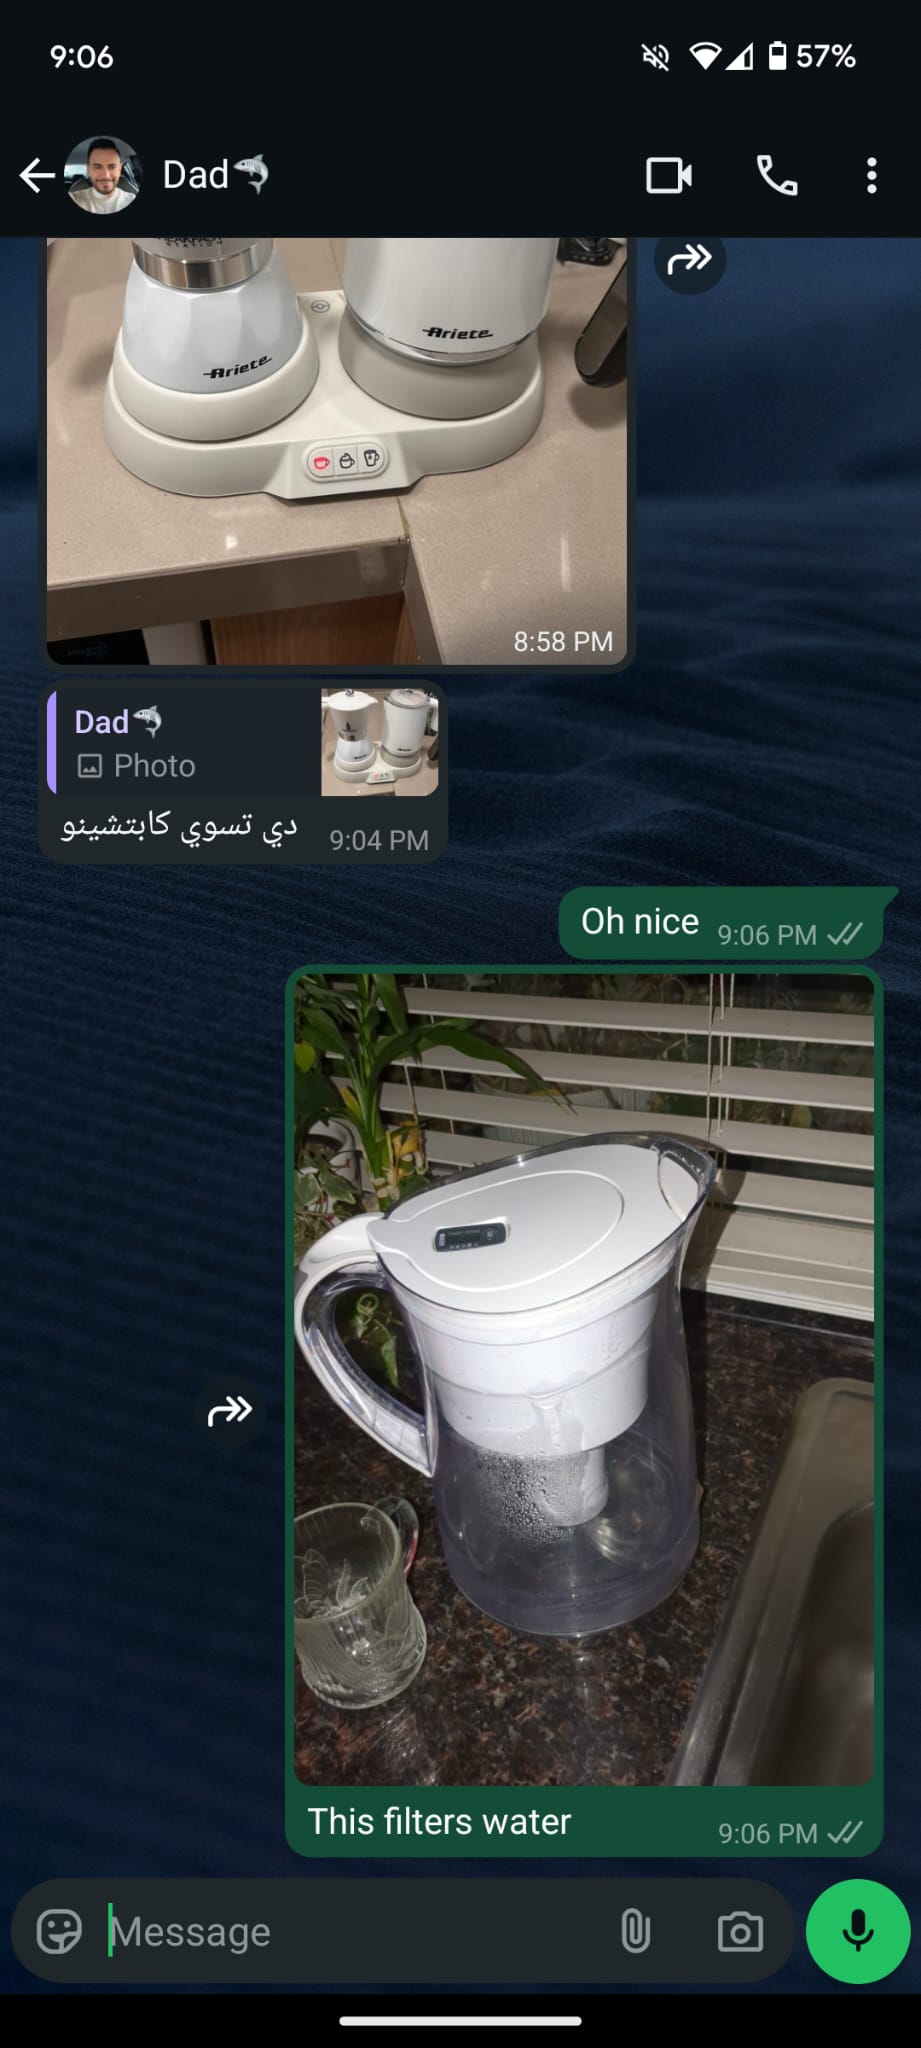 9:06
57%
Dad
STATION
Ariete
Ariete
8:58 PM
Dad
Photo
دي تسوي كابتشينو
9:04 PM
Oh nice
9:06 PM
This filters water
9:06 PM
Message